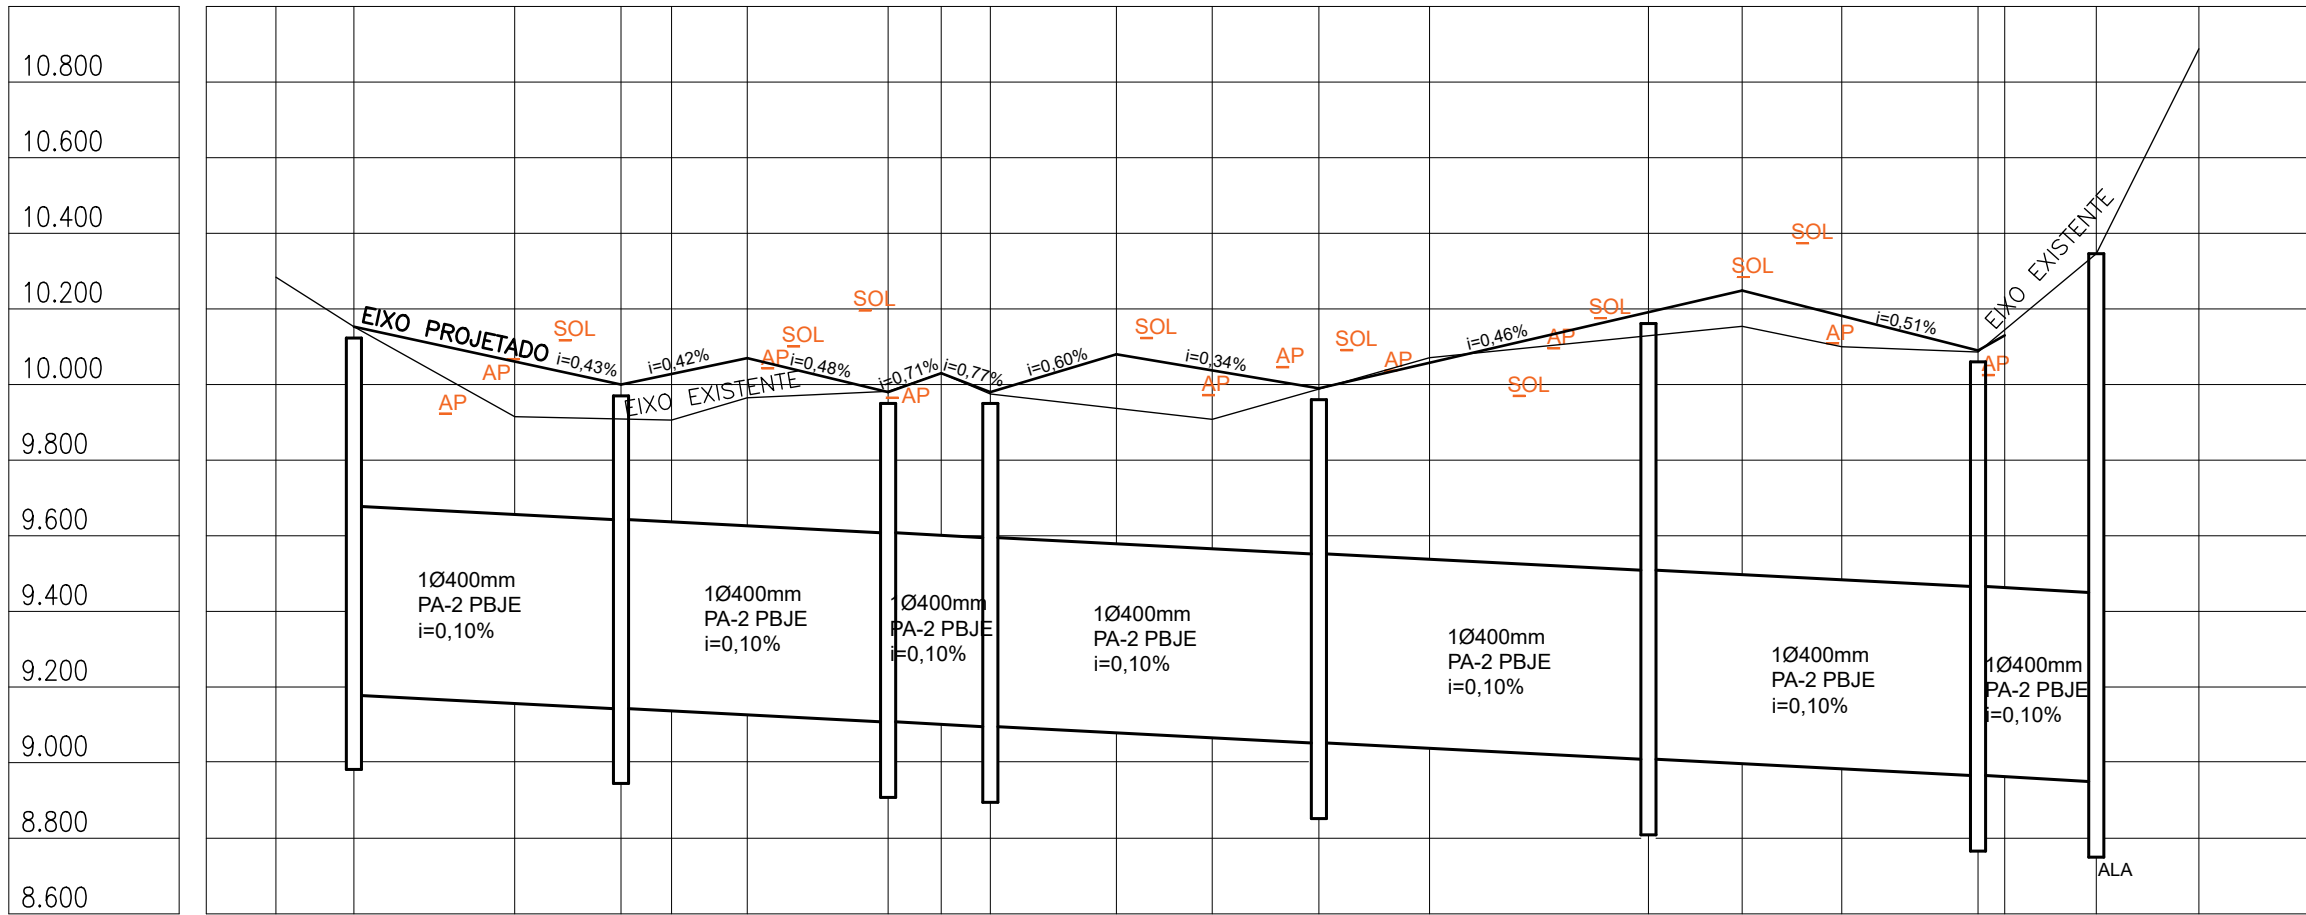 10.800
10.600
10.400
10.200
10.000
9.800
9.600
9.400
9.200
9.000
8.800
8.600
EIXO PROJETADO
i=0,43%
i=0,42%
i=0,48%
i=0,71%
i=0,77%
i=0,60%
i=0,34%
i=0,46%
i=0,51%
EIXO EXISTENTE
EIXO EXISTENTE
AP
AP
SOL
AP
SOL
SOL
AP
SOL
AP
AP
SOL
AP
SOL
AP
SOL
SOL
SOL
AP
AP
1Ø400mm
PA-2 PBJE
i=0,10%
1Ø400mm
PA-2 PBJE
i=0,10%
1Ø400mm
PA-2 PBJE
i=0,10%
1Ø400mm
PA-2 PBJE
i=0,10%
1Ø400mm
PA-2 PBJE
i=0,10%
1Ø400mm
PA-2 PBJE
i=0,10%
1Ø400mm
PA-2 PBJE
i=0,10%
ALA